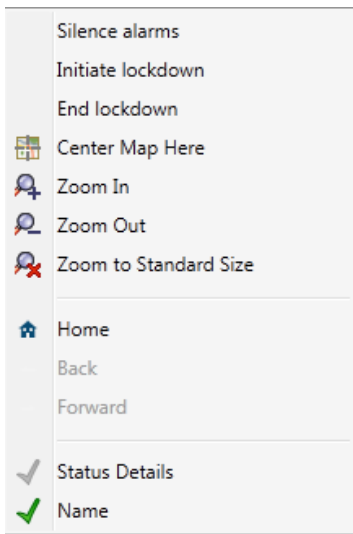 Silence alarms
Initiate lockdown
End lockdown
Center Map Here
Zoom In
Zoom Out
Zoom to Standard Size
Home
Back
Forward
Status Details
Name